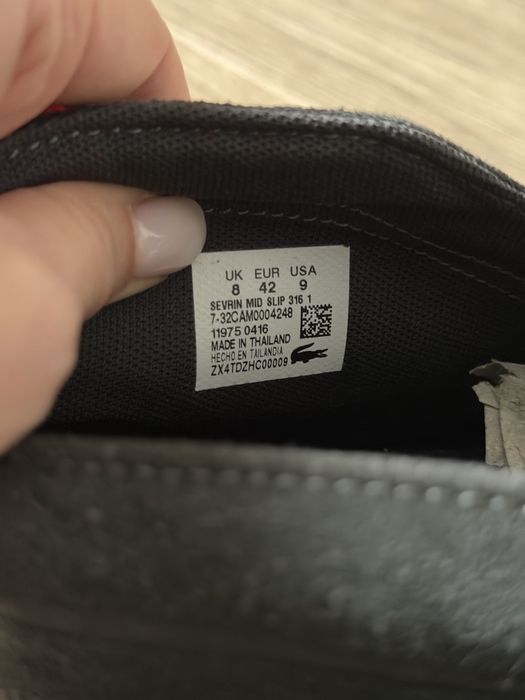 UK EUR USA
8 42 9
SEVRIN MID SLIP 316 1
7-32CAM0004248
11975 0416
MADE IN THAILAND
HECHO EN TAILANDIA
ZX4TDZHC00009